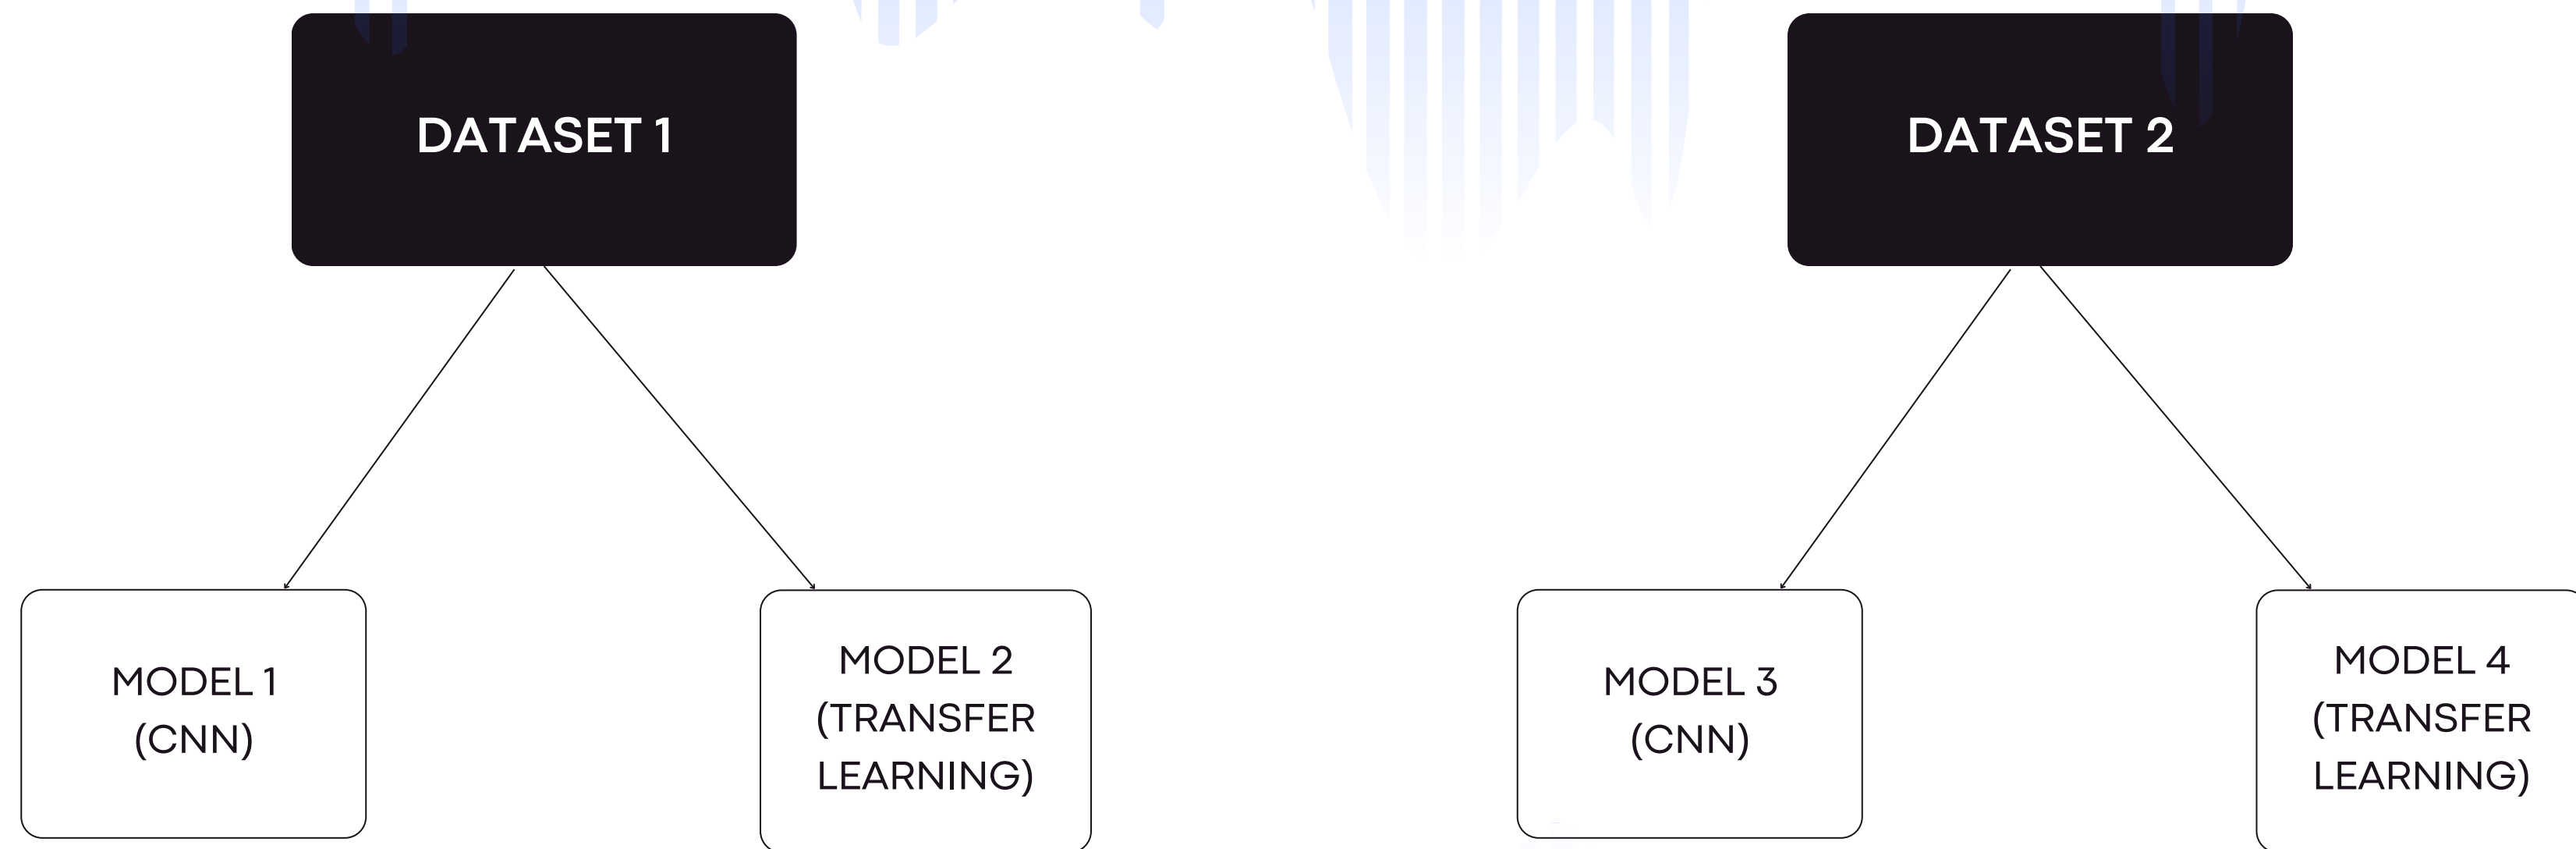 DATASET 1
DATASET 2
MODEL 1
(CNN)
MODEL 2
(TRANSFER
LEARNING)
MODEL 3
(CNN)
MODEL 4
(TRANSFER
LEARNING)